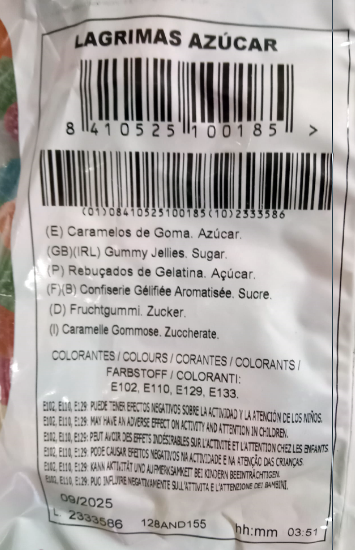 LAGRIMAS AZÚCAR
8 410525 100185 >
(01)08410525100185(10)2333586
(E) Caramelos de Goma. Azúcar.
(GB)(IRL) Gummy Jellies. Sugar.
(P) Rebuçados de Gelatina. Açúcar.
(F)(B) Confiserie Gélifiée Aromatisée. Sucre.
(D) Fruchtgummi. Zucker.
(I) Caramelle Gommose. Zuccherate.
COLORANTES / COLOURS / CORANTES / COLORANTS /
FARBSTOFF / COLORANTI:
E102, E110, E129, E133.
E102, E110, E129: PUEDE TENER EFECTOS NEGATIVOS SOBRE LA ACTIVIDAD Y LA ATENCIÓN DE LOS NIÑOS.
E102, E110, E129: MAY HAVE AN ADVERSE EFFECT ON ACTIVITY AND ATTENTION IN CHILDREN.
E102, E110, E129: PEUT AVOIR DES EFFETS INDÉSIRABLES SUR L'ACTIVITÉ ET L'ATTENTION CHEZ LES ENFANTS
E102, E110, E129: PODE CAUSAR EFEITOS NEGATIVOS NA ACTIVIDADE E NA ATENÇÃO DAS CRIANÇAS.
E102, E110, E129: KANN AKTIVITÄT UND AUFMERKSAMKEIT BEI KINDERN BEEINTRÄCHTIGEN.
E102, E110, E129: PUÒ INFLUIRE NEGATIVAMENTE SULL'ATTIVITÀ E L'ATTENZIONE DEI BAMBINI.
09/2025
L. 2333586 128AND155 hh:mm 03:51